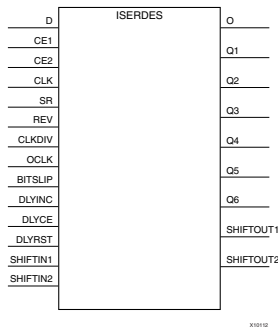 ISERDES
D
CE1
CE2
CLK
SR
REV
CLKDIV
OCLK
BITSLIP
DLYINC
DLYCE
DLYRST
SHIFTIN1
SHIFTIN2
O
Q1
Q2
Q3
Q4
Q5
Q6
SHIFTOUT1
SHIFTOUT2
X10112